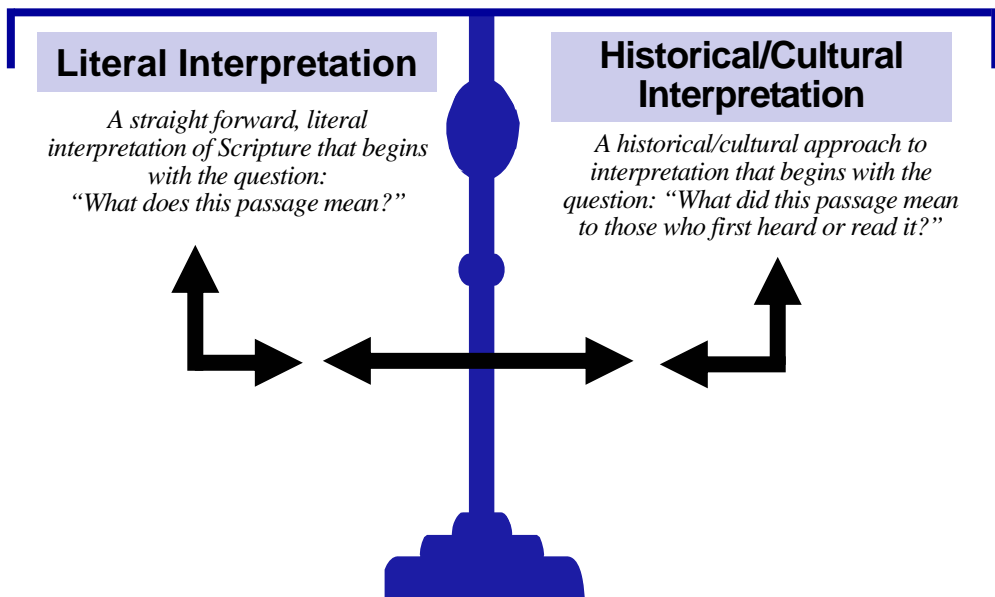 Literal Interpretation
A straight forward, literal
interpretation of Scripture that begins
with the question:
“What does this passage mean?”
Historical/Cultural
Interpretation
A historical/cultural approach to
interpretation that begins with the
question: “What did this passage mean
to those who first heard or read it?”